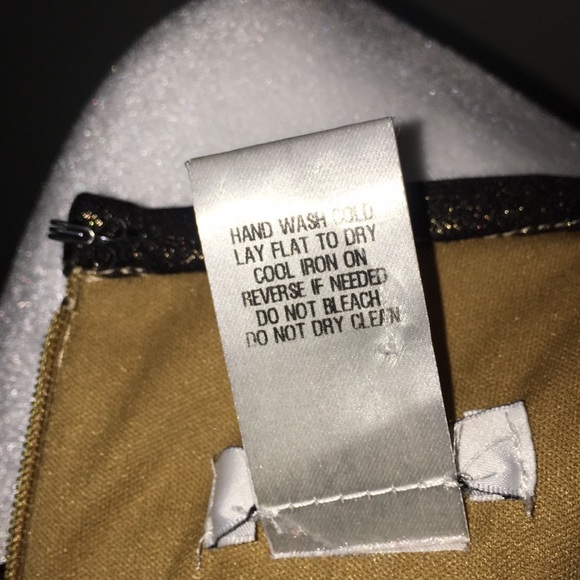 HAND WASH COLD
LAY FLAT TO DRY
COOL IRON ON
REVERSE IF NEEDED
DO NOT BLEACH
DO NOT DRY CLEAN